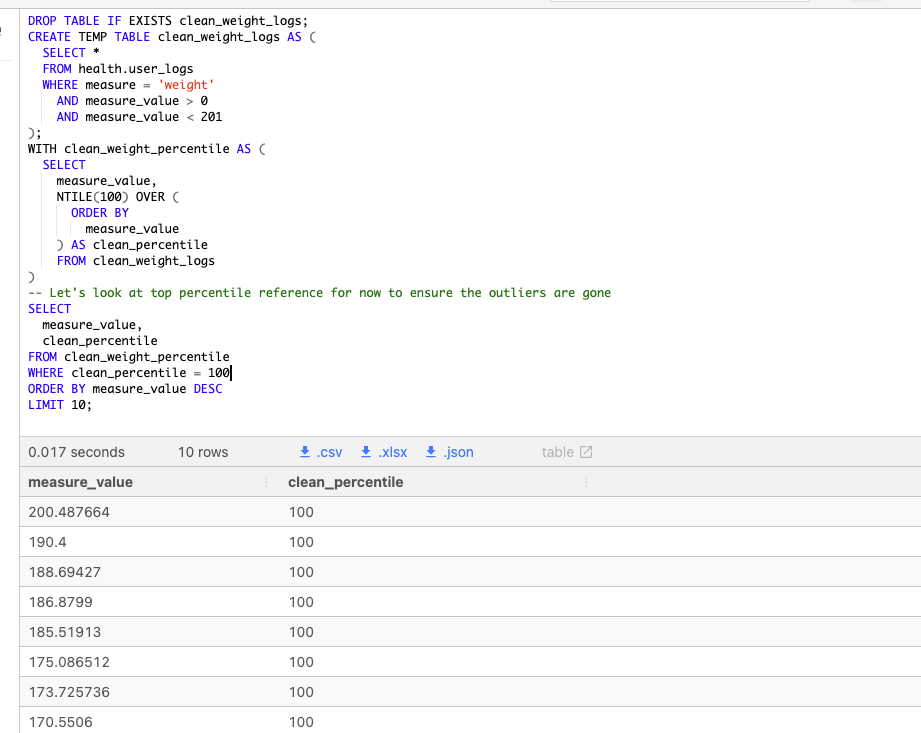 DROP TABLE IF EXISTS clean_weight_logs;
CREATE TEMP TABLE clean_weight_logs AS (
SELECT *
FROM health.user_logs
WHERE measure = 'weight'
AND measure_value > 0
AND measure_value < 201
);
WITH clean_weight_percentile AS (
SELECT
measure_value,
NTILE(100) OVER (
ORDER BY
measure_value
) AS clean_percentile
FROM clean_weight_logs
)
-- Let's look at top percentile reference for now to ensure the outliers are gone
SELECT
measure_value,
clean_percentile
FROM clean_weight_percentile
WHERE clean_percentile = 100
ORDER BY measure_value DESC
LIMIT 10;
0.017 seconds 10 rows .csv .xlsx .json table
measure_value clean_percentile
200.487664 100
190.4 100
188.69427 100
186.8799 100
185.51913 100
175.086512 100
173.725736 100
170.5506 100